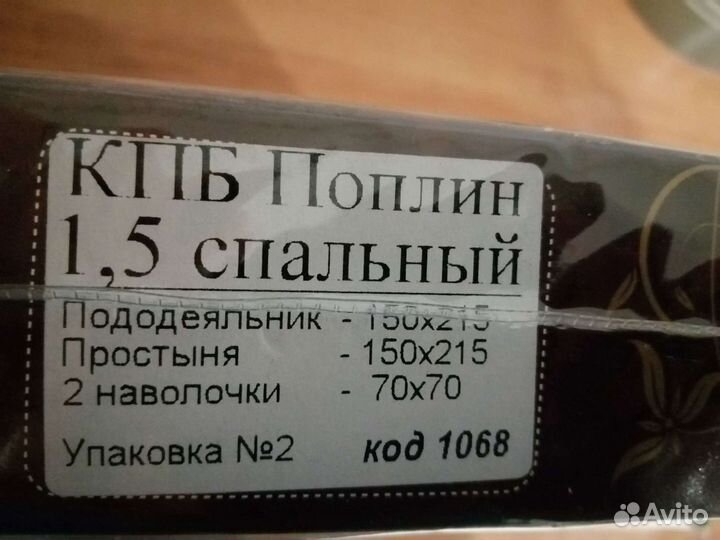 КПБ Поплин
1,5 спальный
Пододеяльник - 150x215
Простыня - 150x215
2 наволочки - 70x70
Упаковка №2 код 1068
Avito